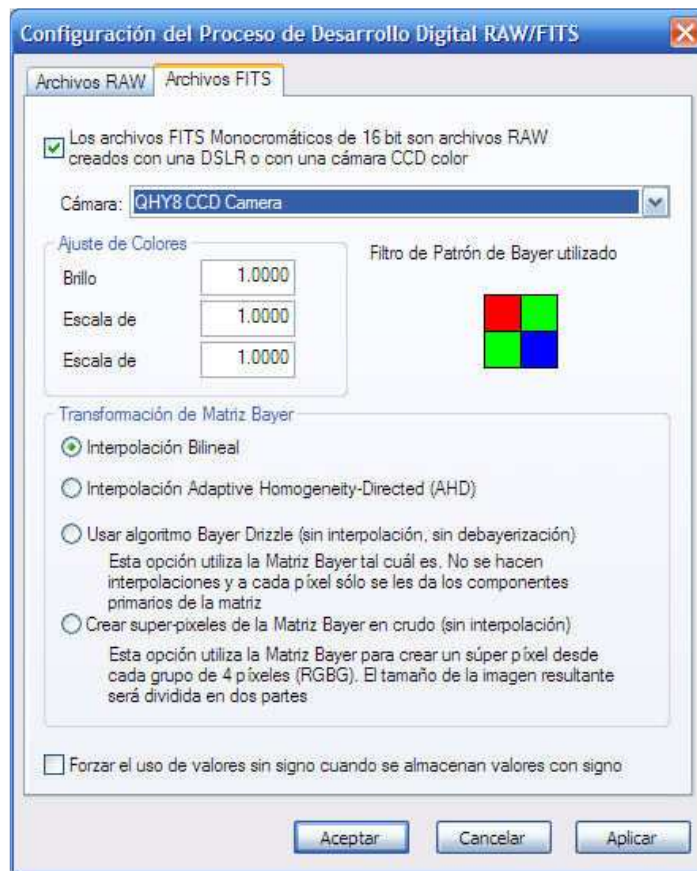 Configuración del Proceso de Desarrollo Digital RAW/FITS
Archivos RAW
Archivos FITS
Los archivos FITS Monocromáticos de 16 bit son archivos RAW
creados con una DSLR o con una cámara CCD color
Cámara: QHY8 CCD Camera
Ajuste de Colores
Filtro de Patrón de Bayer utilizado
Brillo 1.0000
Escala de 1.0000
Escala de 1.0000
Transformación de Matriz Bayer
Interpolación Bilineal
Interpolación Adaptive Homogeneity-Directed (AHD)
Usar algoritmo Bayer Drizzle (sin interpolación, sin debayerización)
Esta opción utiliza la Matriz Bayer tal cuál es. No se hacen
interpolaciones y a cada píxel sólo se les da los componentes
primarios de la matriz
Crear super-pixeles de la Matriz Bayer en crudo (sin interpolación)
Esta opción utiliza la Matriz Bayer para crear un súper píxel desde
cada grupo de 4 píxeles (RGBG). El tamaño de la imagen resultante
será dividida en dos partes
Forzar el uso de valores sin signo cuando se almacenan valores con signo
Aceptar
Cancelar
Aplicar